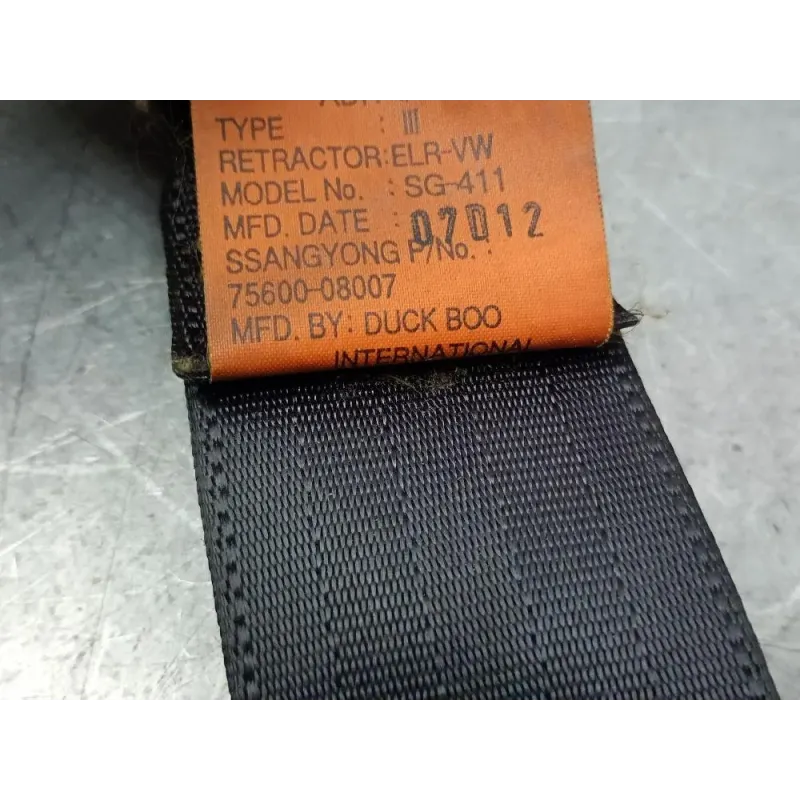 TYPE : III
RETRACTOR:ELR-VW
MODEL No. : SG-411
MFD. DATE : 07D12
SSANGYONG P/No. :
75600-08007
MFD. BY: DUCK BOO
INTERNATIONAL